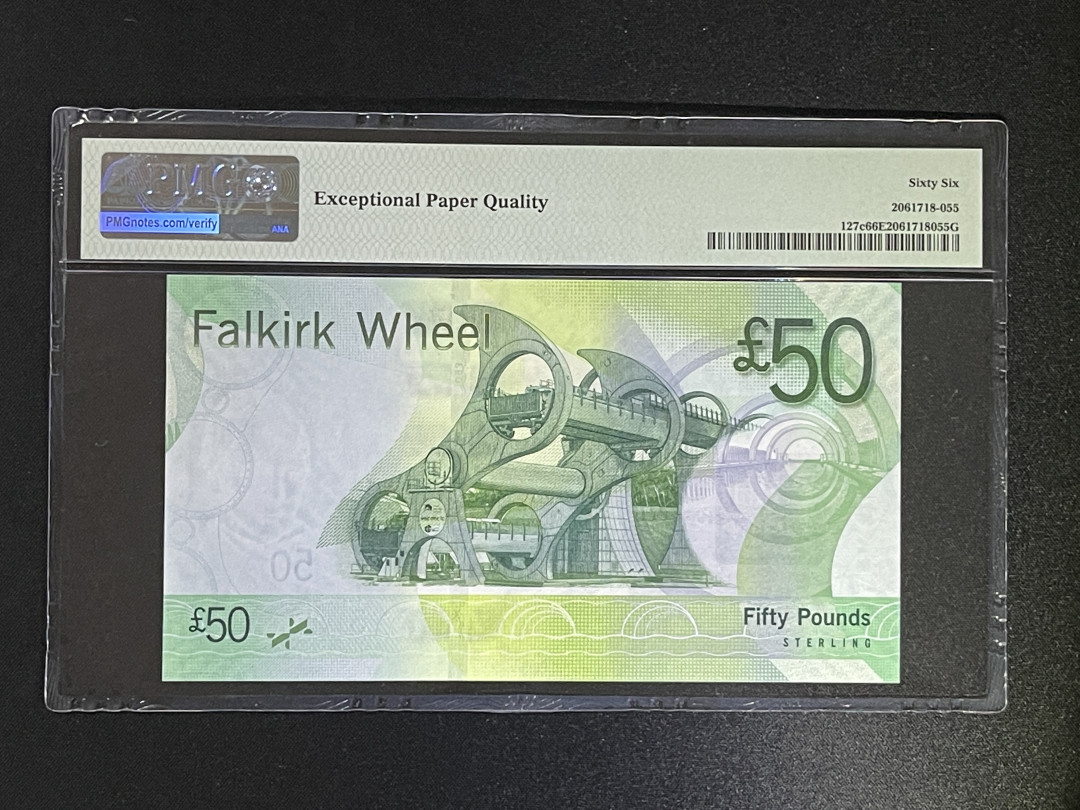 PMG
PMGnotes.com/verify
ANA
Exceptional Paper Quality
Sixty Six
2061718-055
127c66E2061718055G
Falkirk Wheel
£50
50
£50
Fifty Pounds
STERLING